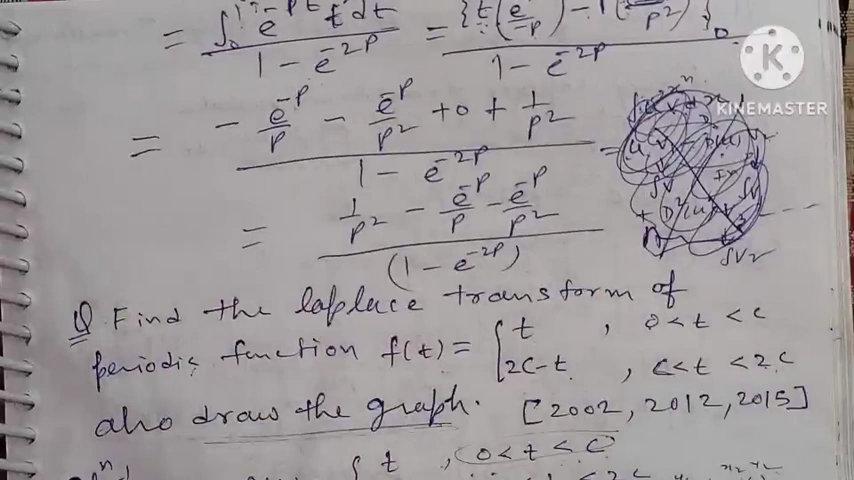 = ∫₀¹ e^{-pt} t dt / 1 - e^{-2p} = {t (e / -p) - 1 ( / p²)}₀ / 1 - e^{-2p}
KINEMASTER
= - e^{-p}/p - e^{-p}/p² + 0 + 1/p² / 1 - e^{-2p} =
= 1/p² - e^{-p}/p - e^{-p}/p² / (1 - e^{-2p})
Q Find the laplace transform of
periodic function f(t) = { t , 0 < t < c
2c - t , c < t < 2c
also draw the graph. [2002, 2012, 2015]
{ t , 0 < t < c